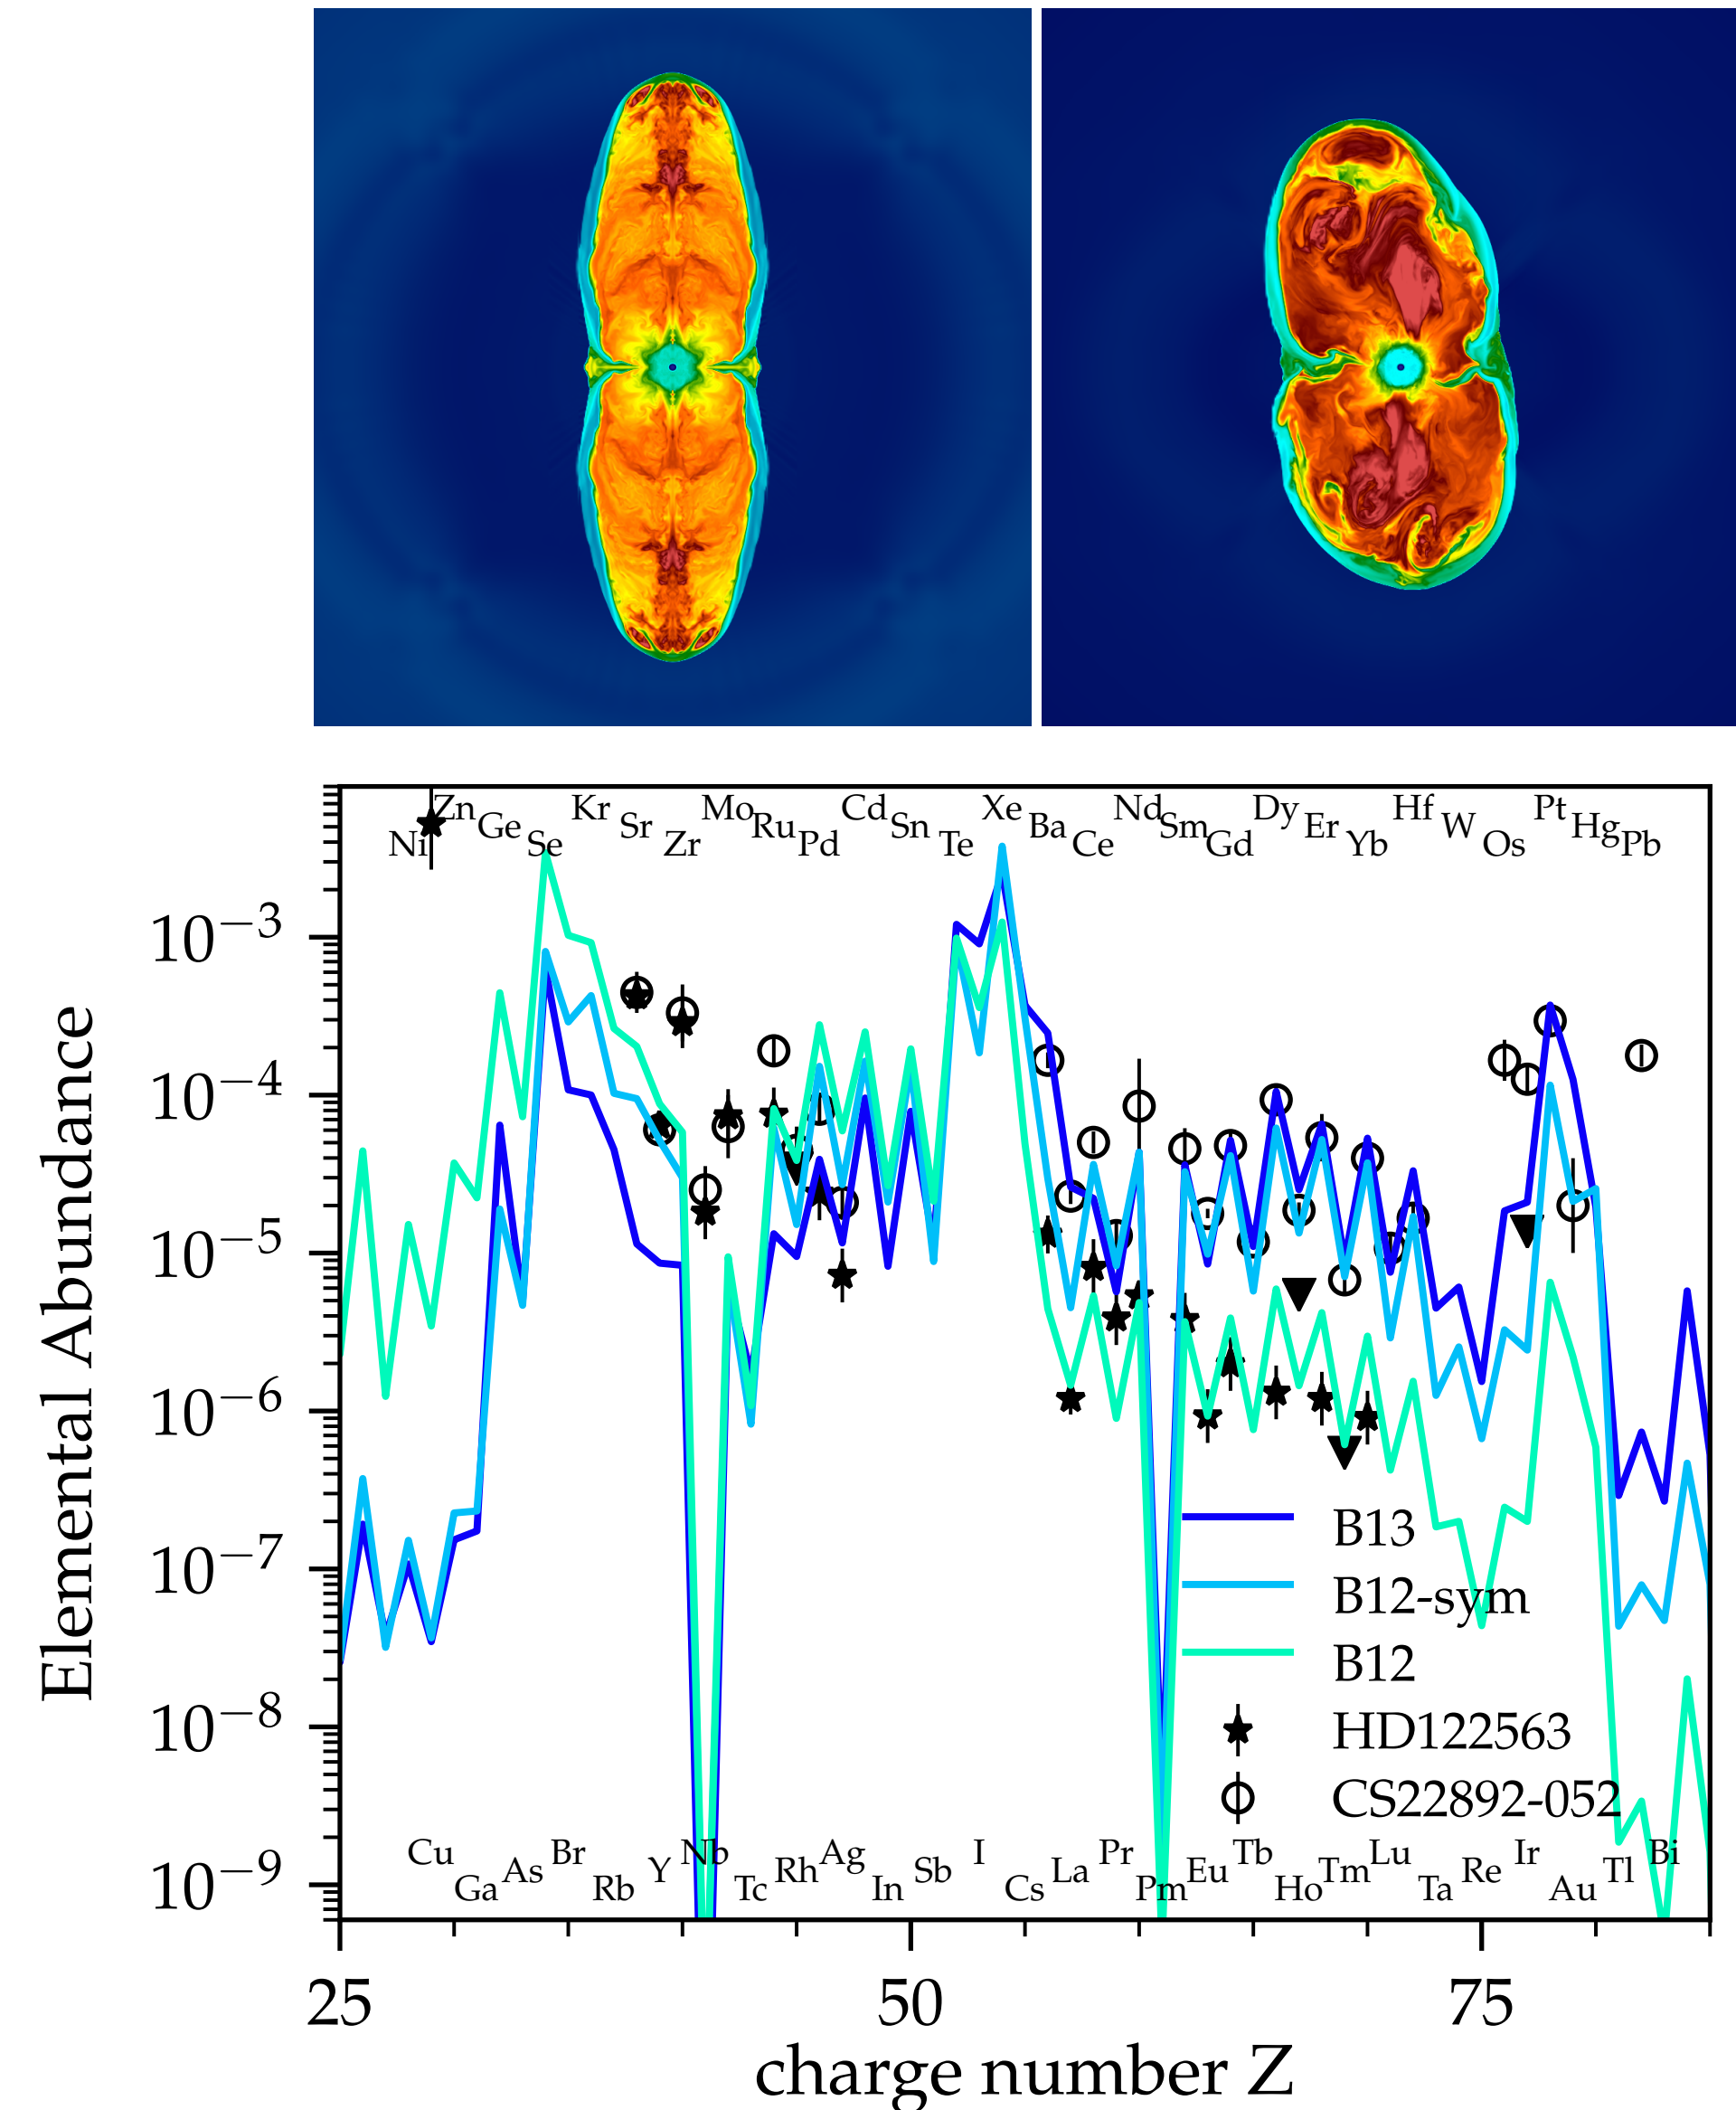 Zn Kr Mo Cd Xe Nd Dy Hf Pt
Ge Sr Ru Sn Ba Sm Er W Hg
Ni Se Zr Pd Te Ce Gd Yb Os Pb
10−3
10−4
10−5
10−6
10−7
10−8
10−9
Elemental Abundance
B13
B12-sym
B12
HD122563
CS22892-052
Cu Br Nb Ag I Pr Tb Lu Ir Bi
As Y Rh Sb La Eu Tm Re Tl
Ga Rb Tc In Cs Pm Ho Ta Au
25 50 75
charge number Z